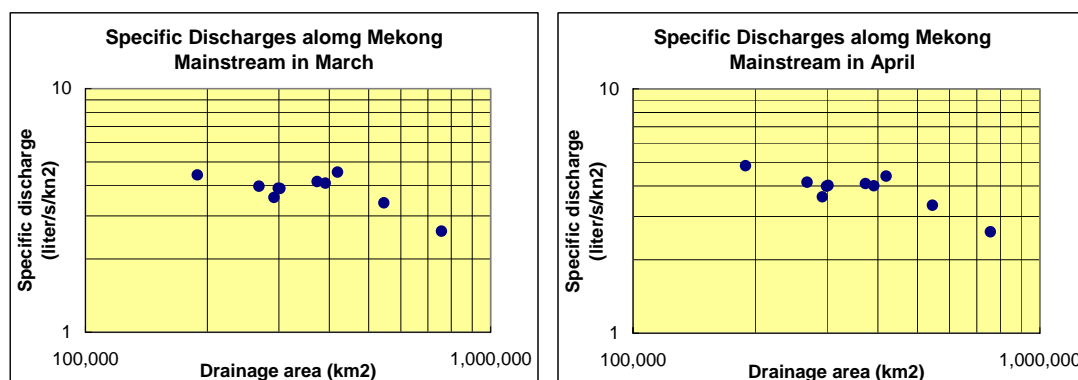 Specific Discharges alomg Mekong
Mainstream in March
10
1
Specific discharge
(liter/s/km2)
100,000
1,000,000
Drainage area (km2)
Specific Discharges alomg Mekong
Mainstream in April
10
1
Specific discharge
(liter/s/km2)
100,000
1,000,000
Drainage area (km2)